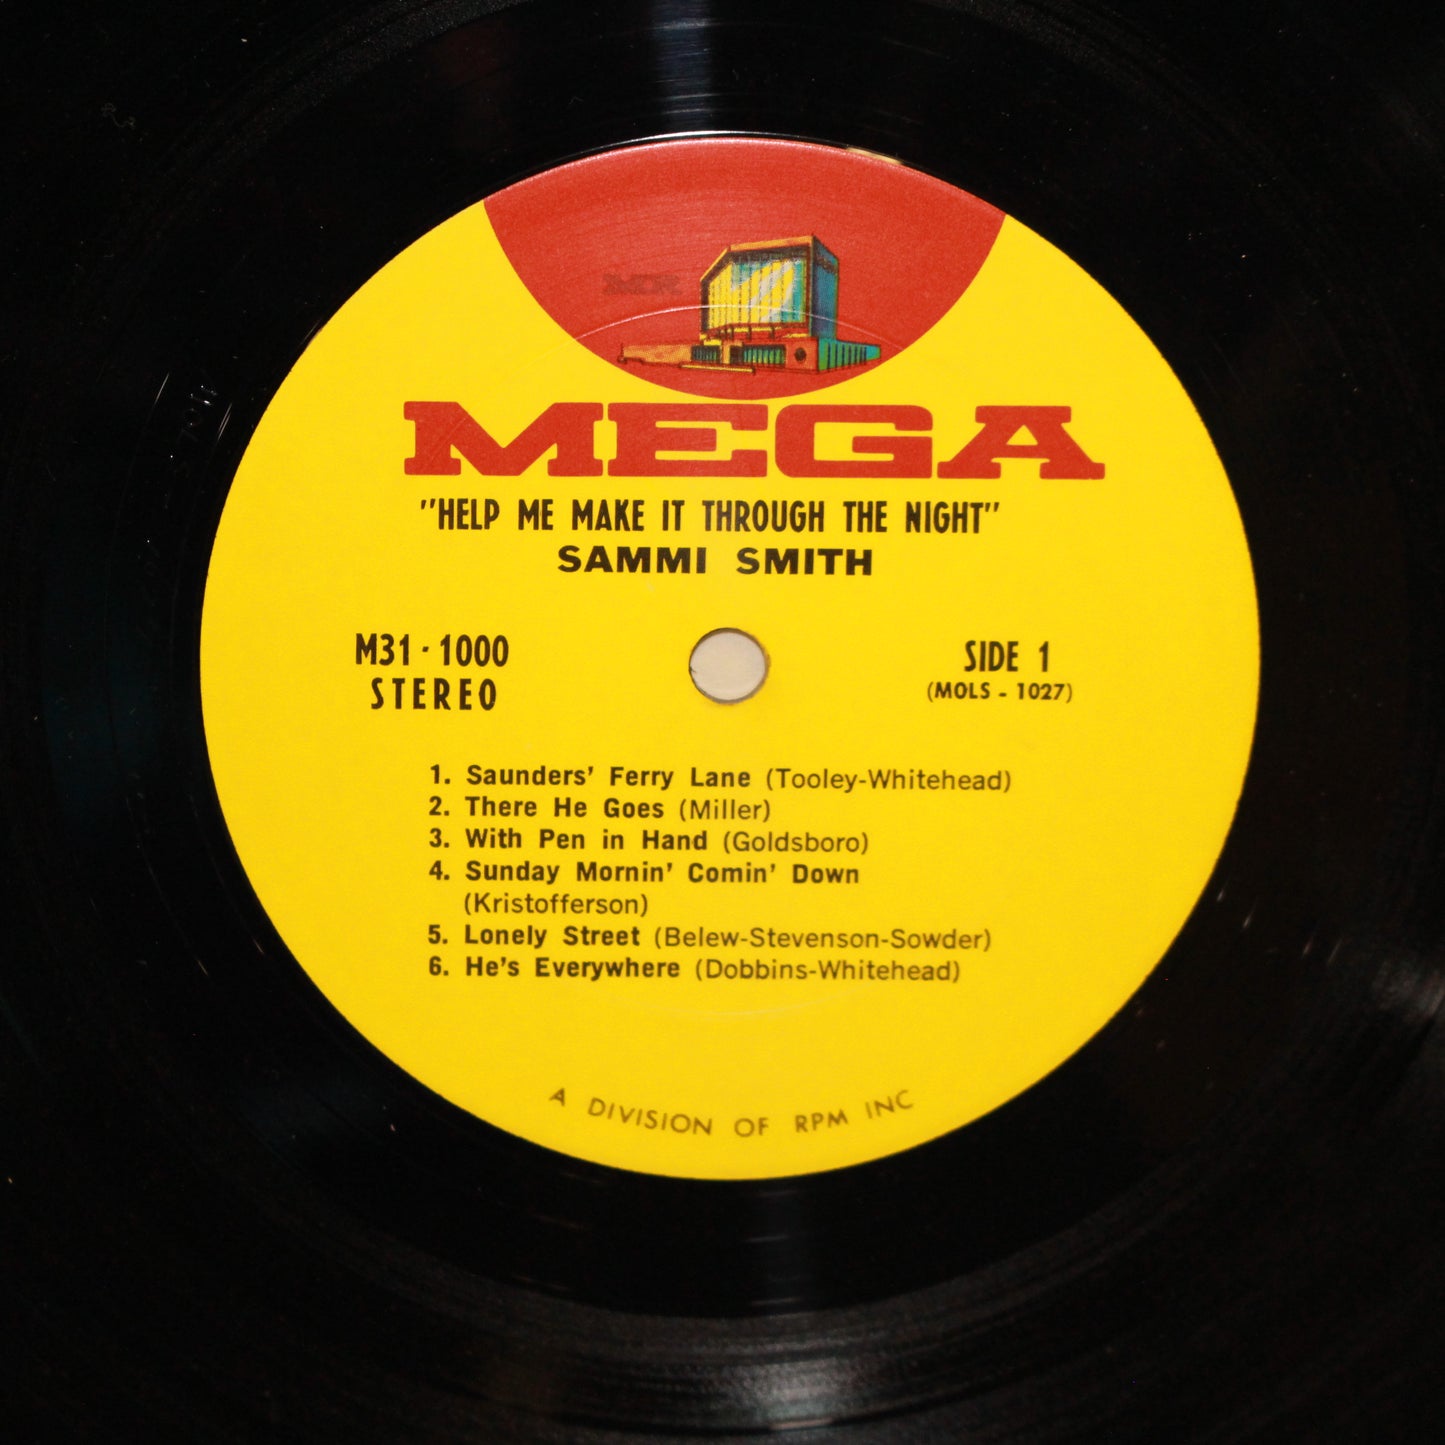 MEGA
"HELP ME MAKE IT THROUGH THE NIGHT"
SAMMI SMITH
M31 · 1000
STEREO
SIDE 1
(MOLS - 1027)
1. Saunders' Ferry Lane (Tooley-Whitehead)
2. There He Goes (Miller)
3. With Pen in Hand (Goldsboro)
4. Sunday Mornin' Comin' Down
(Kristofferson)
5. Lonely Street (Belew-Stevenson-Sowder)
6. He's Everywhere (Dobbins-Whitehead)
A DIVISION OF RPM INC